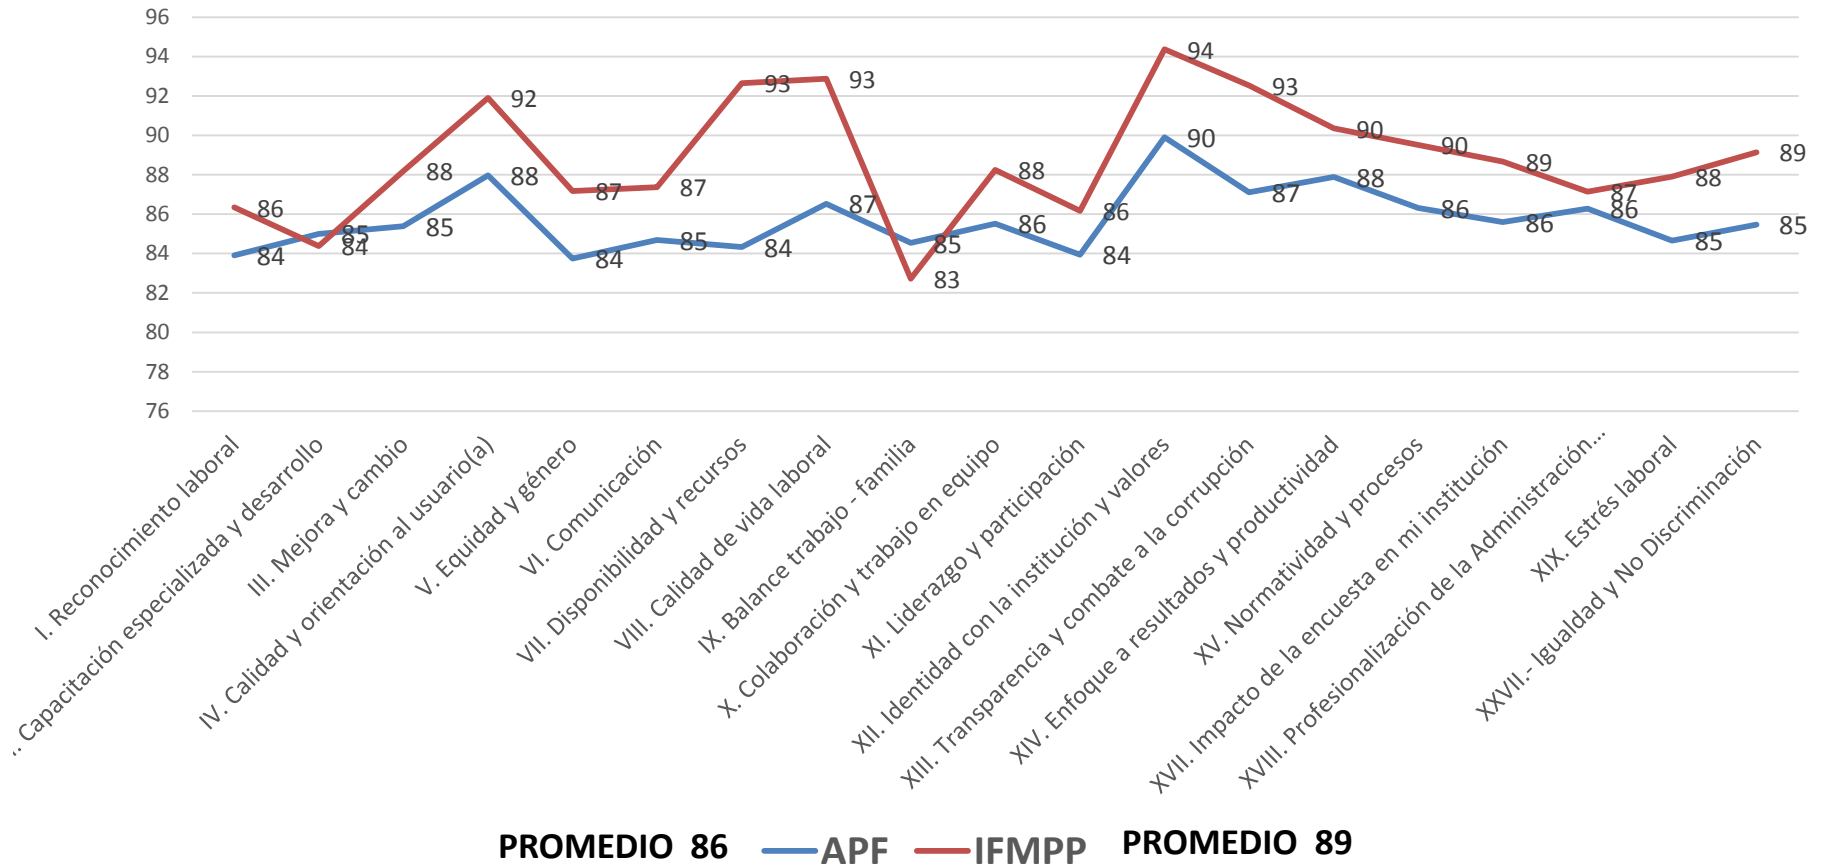 96
94
92
90
88
86
84
82
80
78
76
86
84
88
92
87
87
93
93
83
88
86
94
93
90
90
89
87
88
89
84
85
85
88
84
85
84
87
85
86
84
90
87
88
86
86
86
85
85
I. Reconocimiento laboral
.. Capacitación especializada y desarrollo
III. Mejora y cambio
IV. Calidad y orientación al usuario(a)
V. Equidad y género
VI. Comunicación
VII. Disponibilidad y recursos
VIII. Calidad de vida laboral
IX. Balance trabajo - familia
X. Colaboración y trabajo en equipo
XI. Liderazgo y participación
XII. Identidad con la institución y valores
XIII. Transparencia y combate a la corrupción
XIV. Enfoque a resultados y productividad
XV. Normatividad y procesos
XVII. Impacto de la encuesta en mi institución
XVIII. Profesionalización de la Administración...
XIX. Estrés laboral
XXVII.- Igualdad y No Discriminación
PROMEDIO 86 APF IFMPP PROMEDIO 89